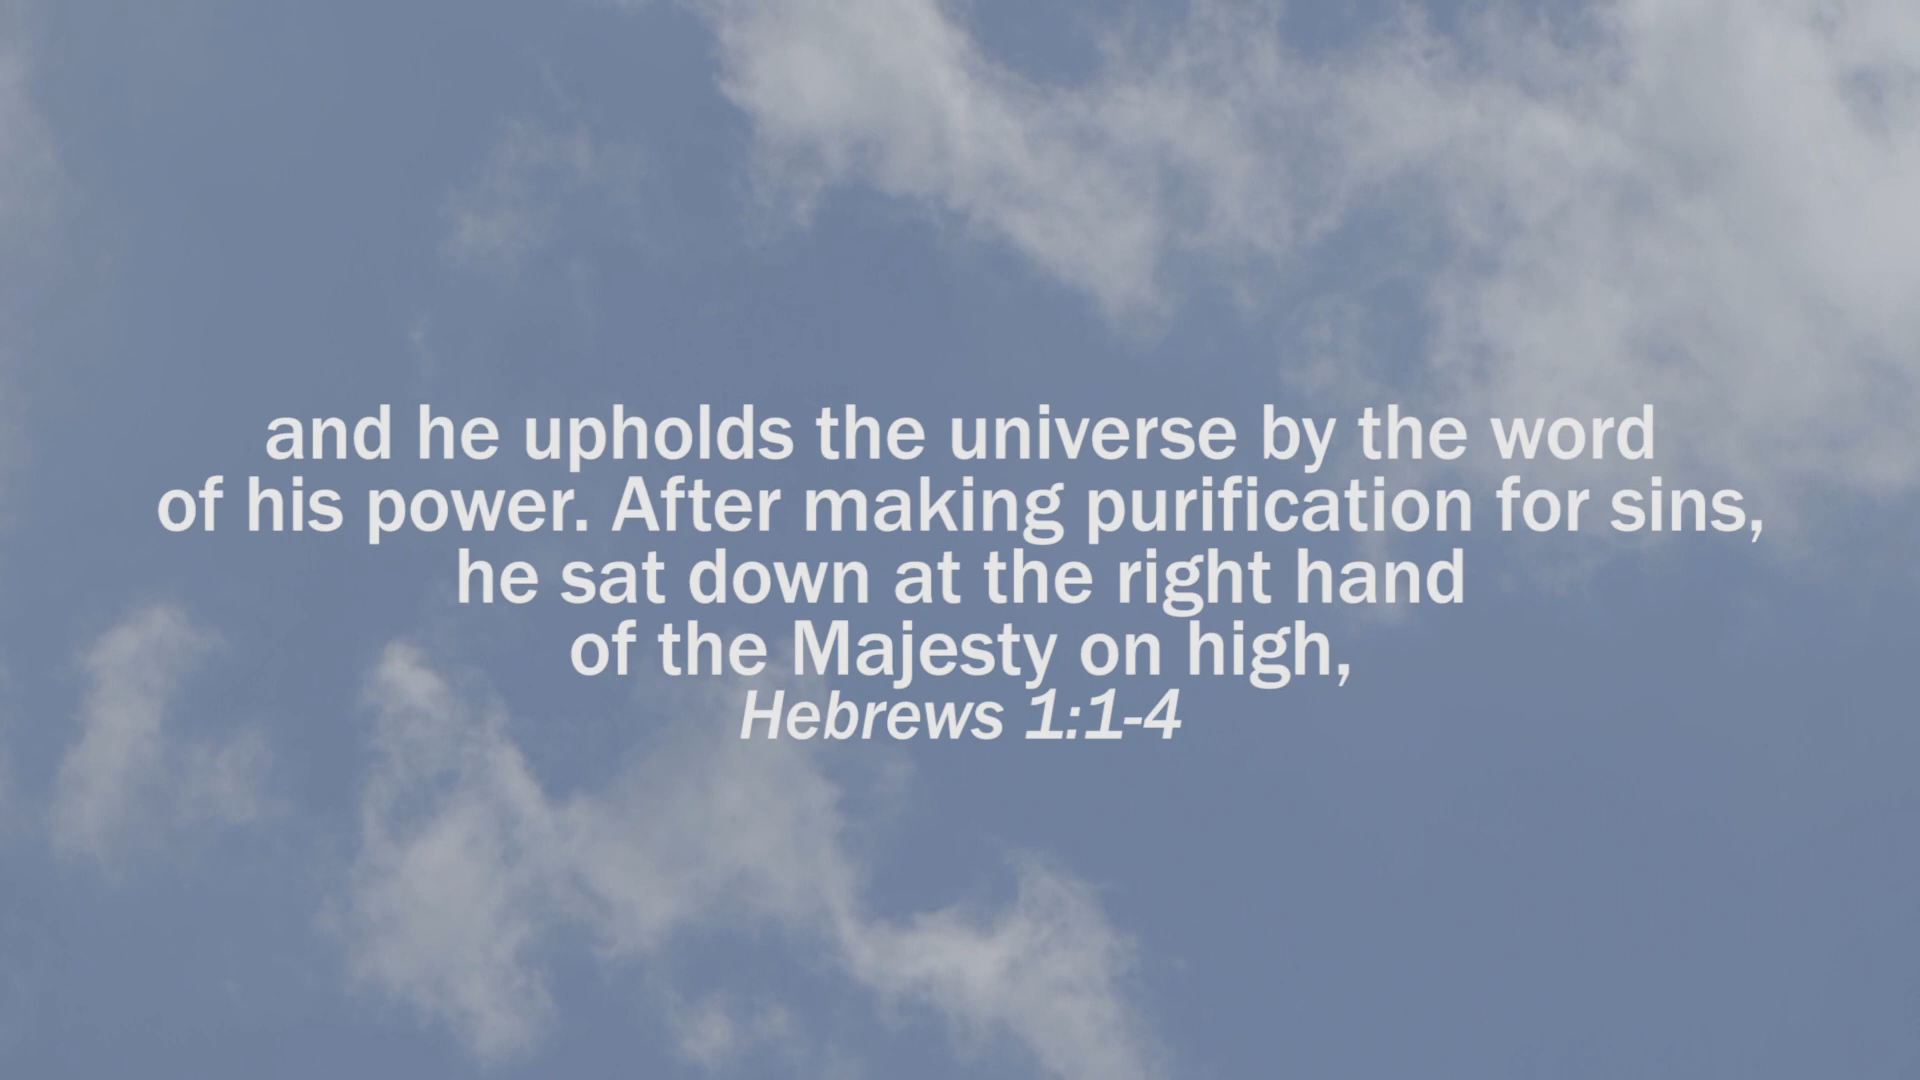 and he upholds the universe by the word
of his power. After making purification for sins,
he sat down at the right hand
of the Majesty on high,
Hebrews 1:1-4